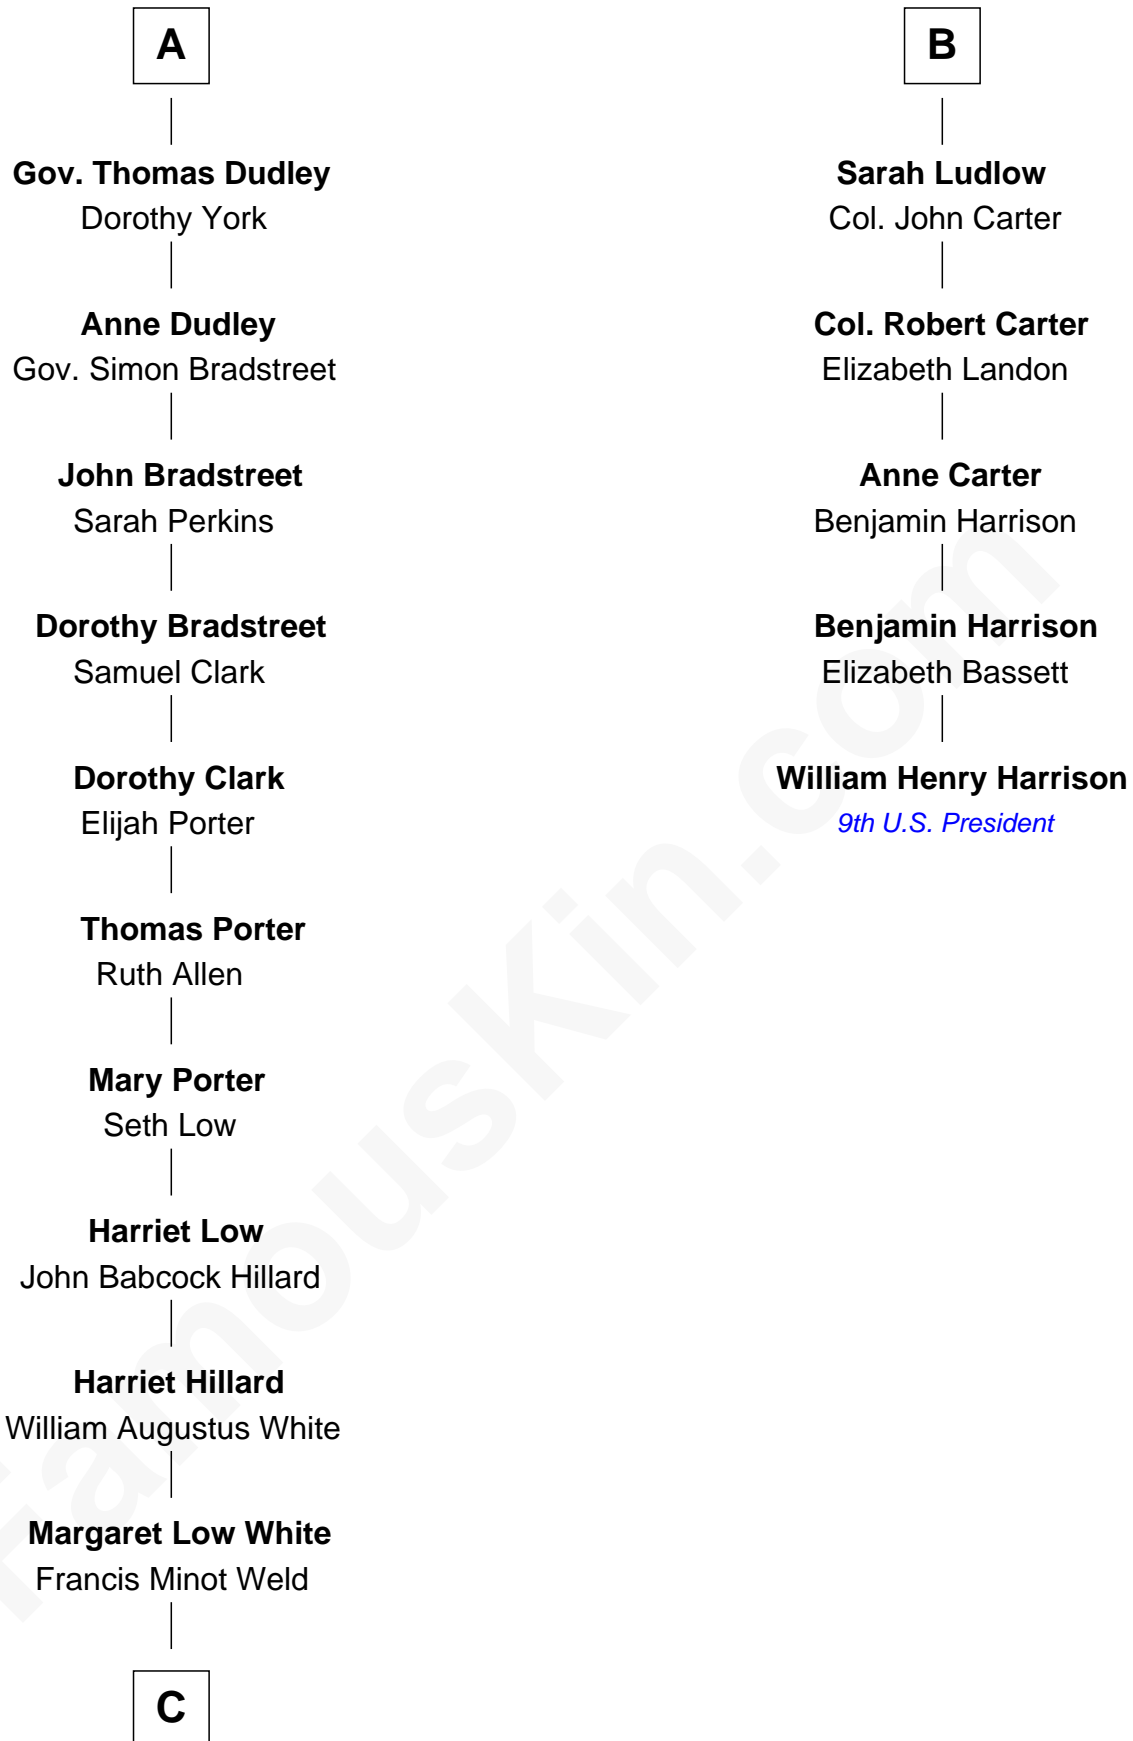 A
Gov. Thomas Dudley
Dorothy York
Anne Dudley
Gov. Simon Bradstreet
John Bradstreet
Sarah Perkins
Dorothy Bradstreet
Samuel Clark
Dorothy Clark
Elijah Porter
Thomas Porter
Ruth Allen
Mary Porter
Seth Low
Harriet Low
John Babcock Hillard
Harriet Hillard
William Augustus White
Margaret Low White
Francis Minot Weld
C
B
Sarah Ludlow
Col. John Carter
Col. Robert Carter
Elizabeth Landon
Anne Carter
Benjamin Harrison
Benjamin Harrison
Elizabeth Bassett
William Henry Harrison
9th U.S. President
FamousKin.com